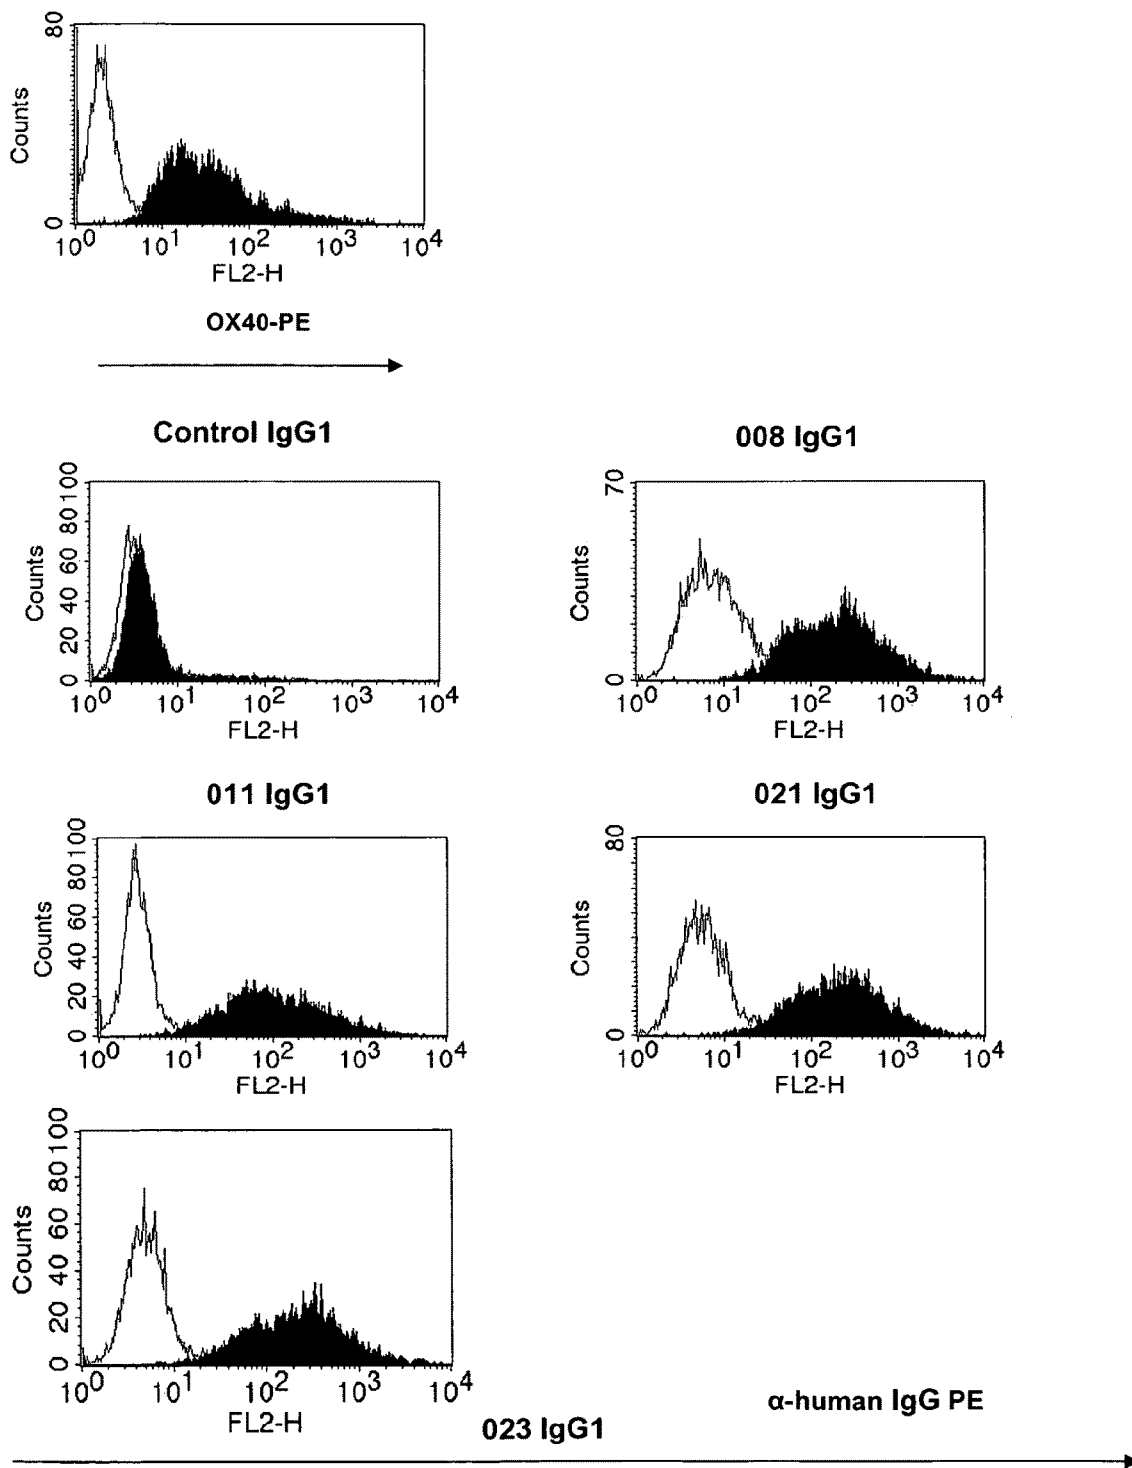 80
Counts
0
10^0 10^1 10^2 10^3 10^4
FL2-H
OX40-PE
Control IgG1
100
80
60
Counts
40
20
0
10^0 10^1 10^2 10^3 10^4
FL2-H
008 IgG1
70
Counts
0
10^0 10^1 10^2 10^3 10^4
FL2-H
011 IgG1
100
80
60
Counts
40
20
0
10^0 10^1 10^2 10^3 10^4
FL2-H
021 IgG1
80
Counts
0
10^0 10^1 10^2 10^3 10^4
FL2-H
100
80
60
Counts
40
20
0
10^0 10^1 10^2 10^3 10^4
FL2-H
023 IgG1
α-human IgG PE